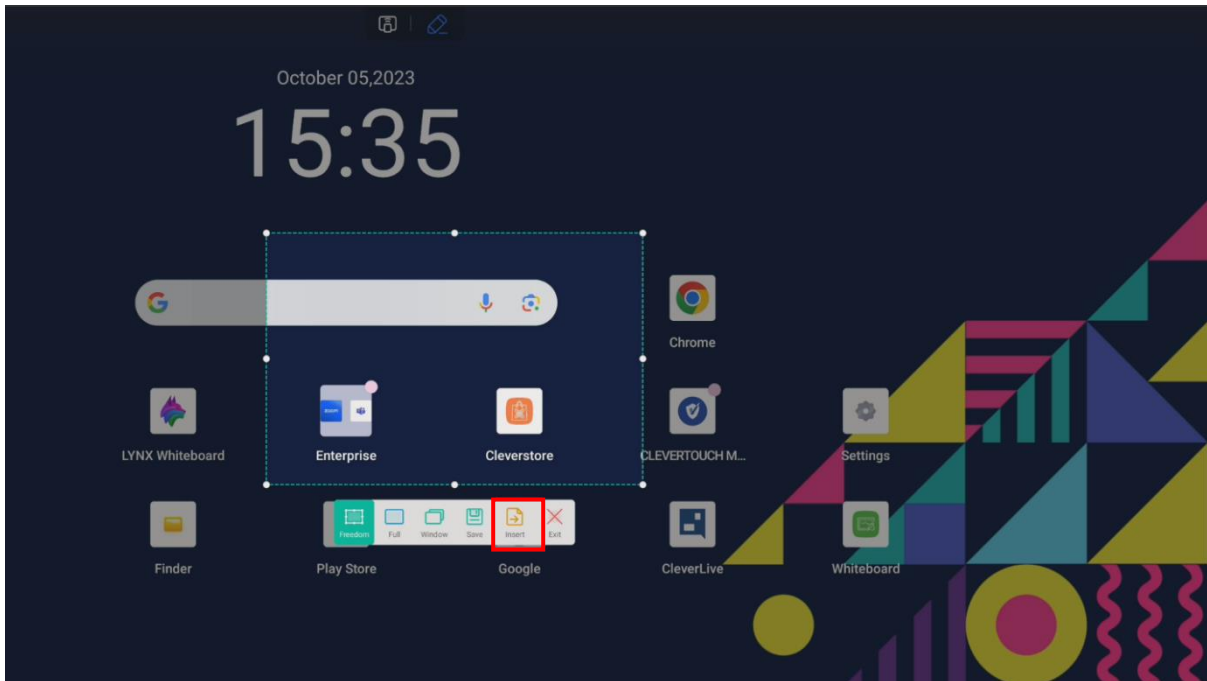 October 05,2023
15:35
Chrome
LYNX Whiteboard
Enterprise
Cleverstore
CLEVERTOUCH M...
Settings
Freedom
Full
Window
Save
Insert
Exit
Finder
Play Store
Google
CleverLive
Whiteboard